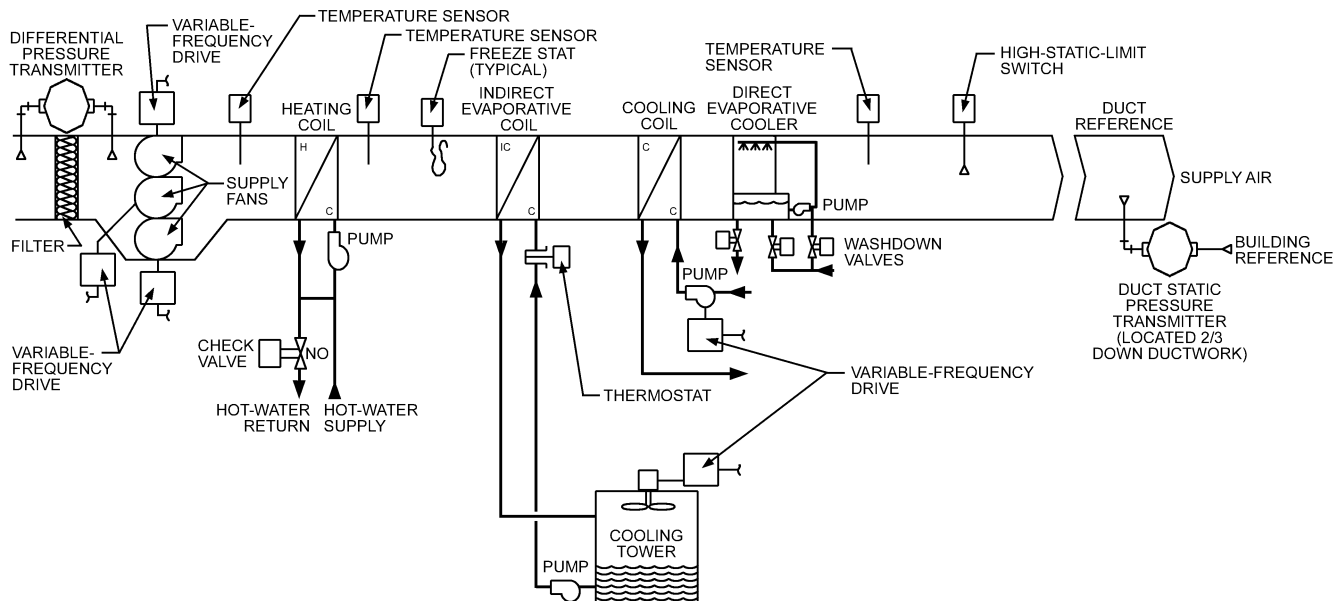 DIFFERENTIAL
PRESSURE
TRANSMITTER
VARIABLE-
FREQUENCY
DRIVE
TEMPERATURE SENSOR
TEMPERATURE SENSOR
FREEZE STAT
(TYPICAL)
TEMPERATURE
SENSOR
HIGH-STATIC-LIMIT
SWITCH
HEATING
COIL
INDIRECT
EVAPORATIVE
COIL
COOLING
COIL
DIRECT
EVAPORATIVE
COOLER
DUCT
REFERENCE
H
C
IC
C
C
C
SUPPLY
FANS
SUPPLY AIR
FILTER
PUMP
PUMP
WASHDOWN
VALVES
BUILDING
REFERENCE
PUMP
DUCT STATIC
PRESSURE
TRANSMITTER
(LOCATED 2/3
DOWN DUCTWORK)
VARIABLE-
FREQUENCY
DRIVE
CHECK
VALVE
NO
HOT-WATER
RETURN
HOT-WATER
SUPPLY
THERMOSTAT
VARIABLE-FREQUENCY
DRIVE
COOLING
TOWER
PUMP